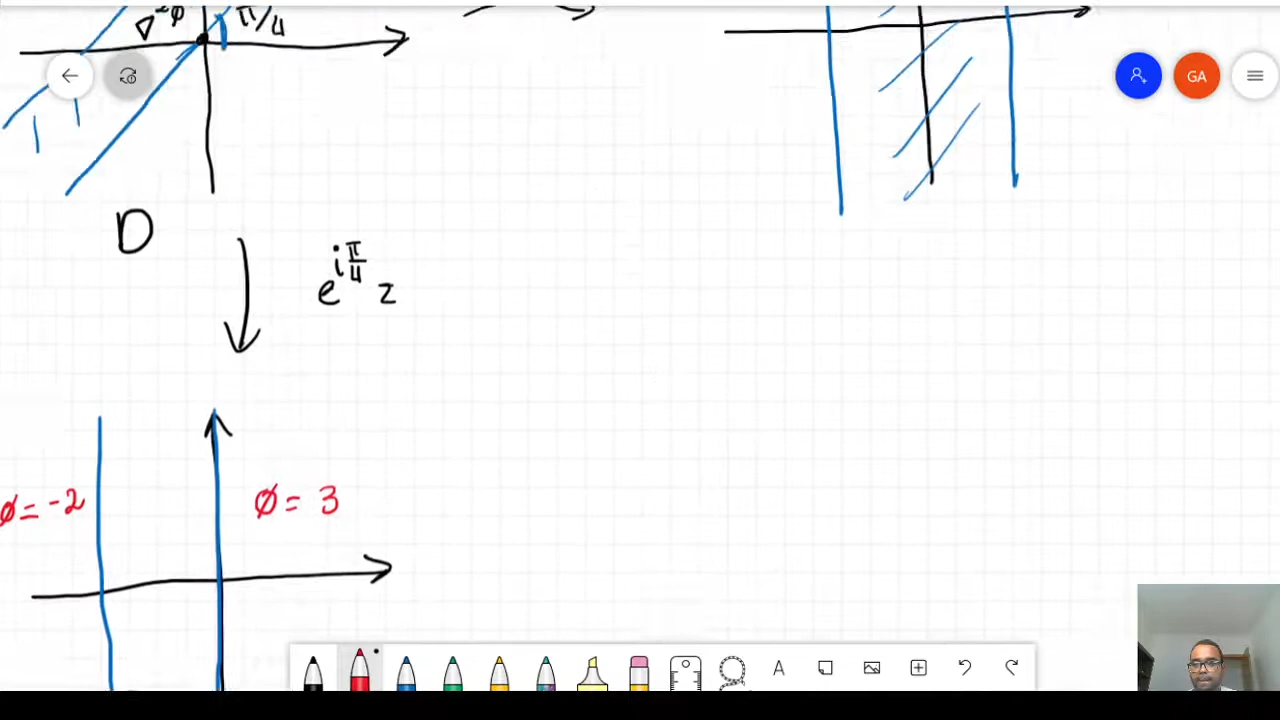 ∇²φ π/4
GA
D
e^{iπ/4} z
φ = -2
φ = 3
A